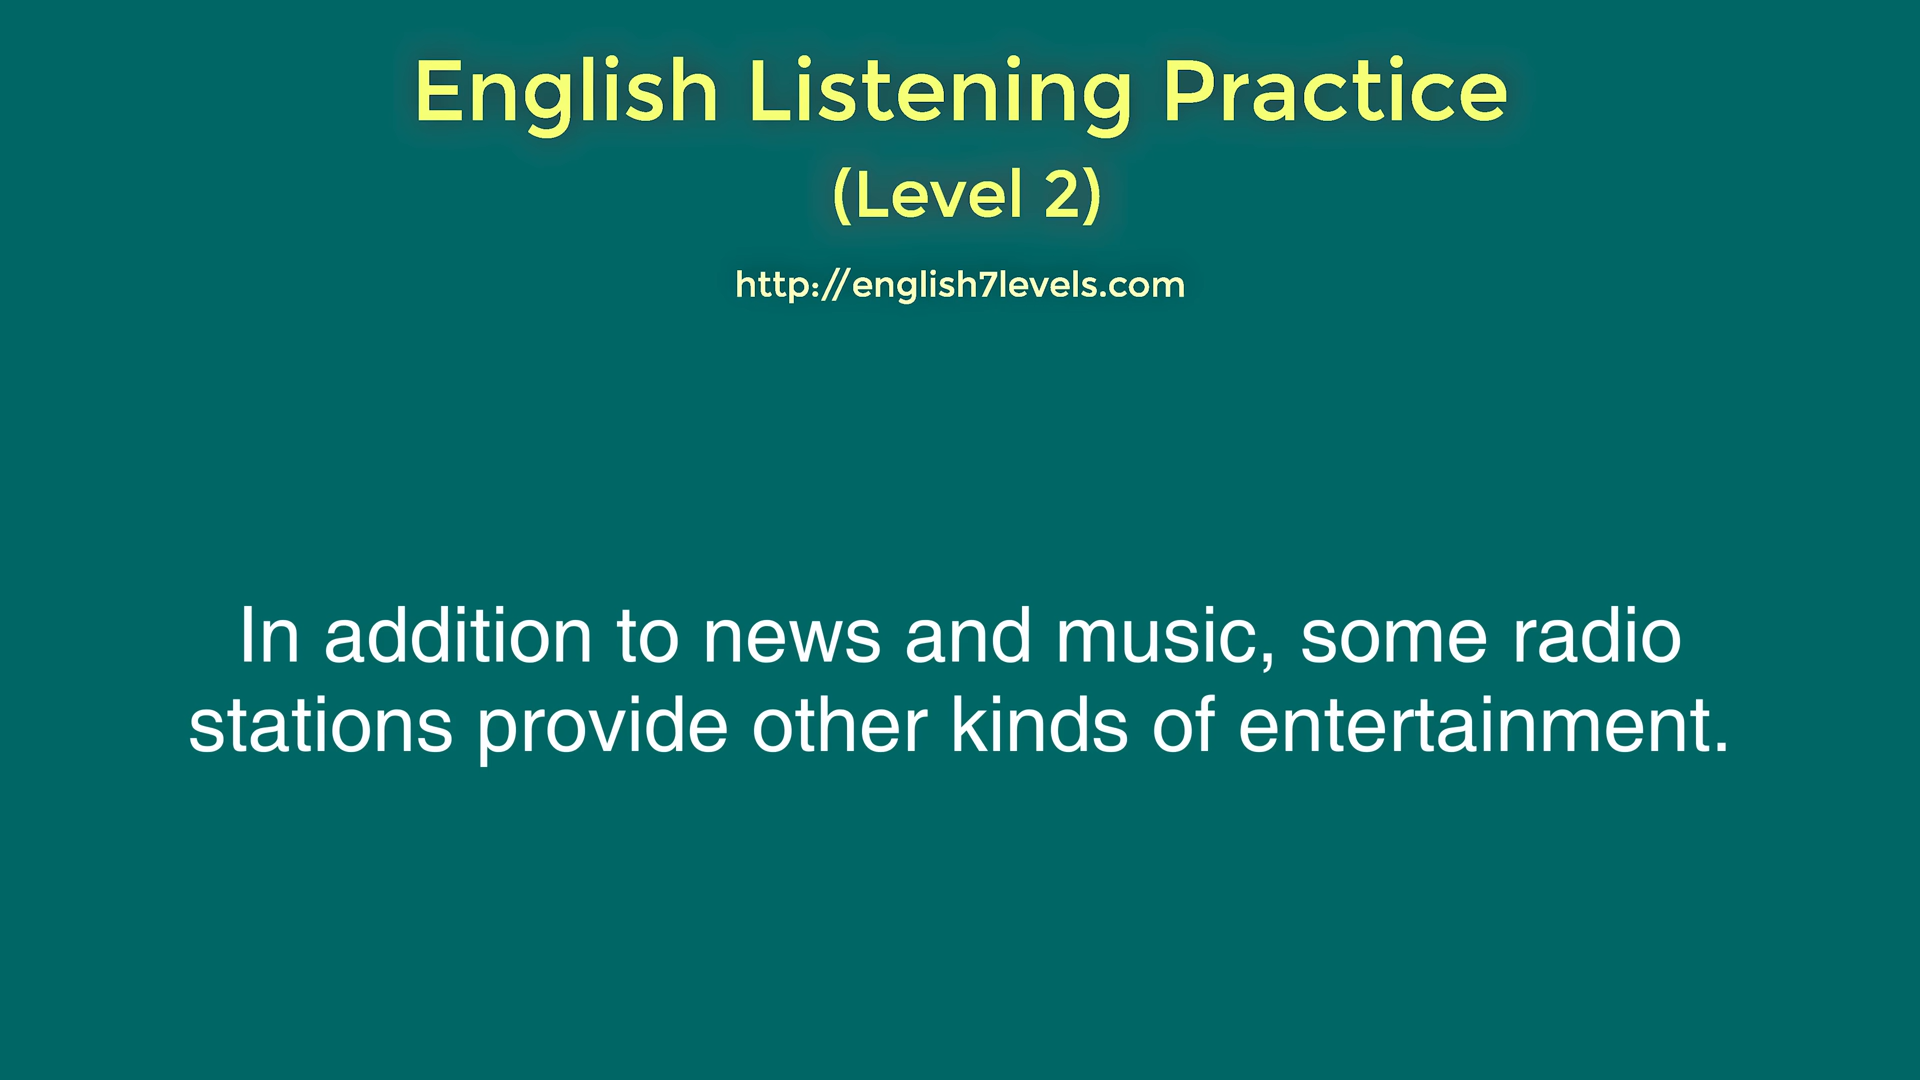 English Listening Practice
(Level 2)
http://english7levels.com
In addition to news and music, some radio
stations provide other kinds of entertainment.